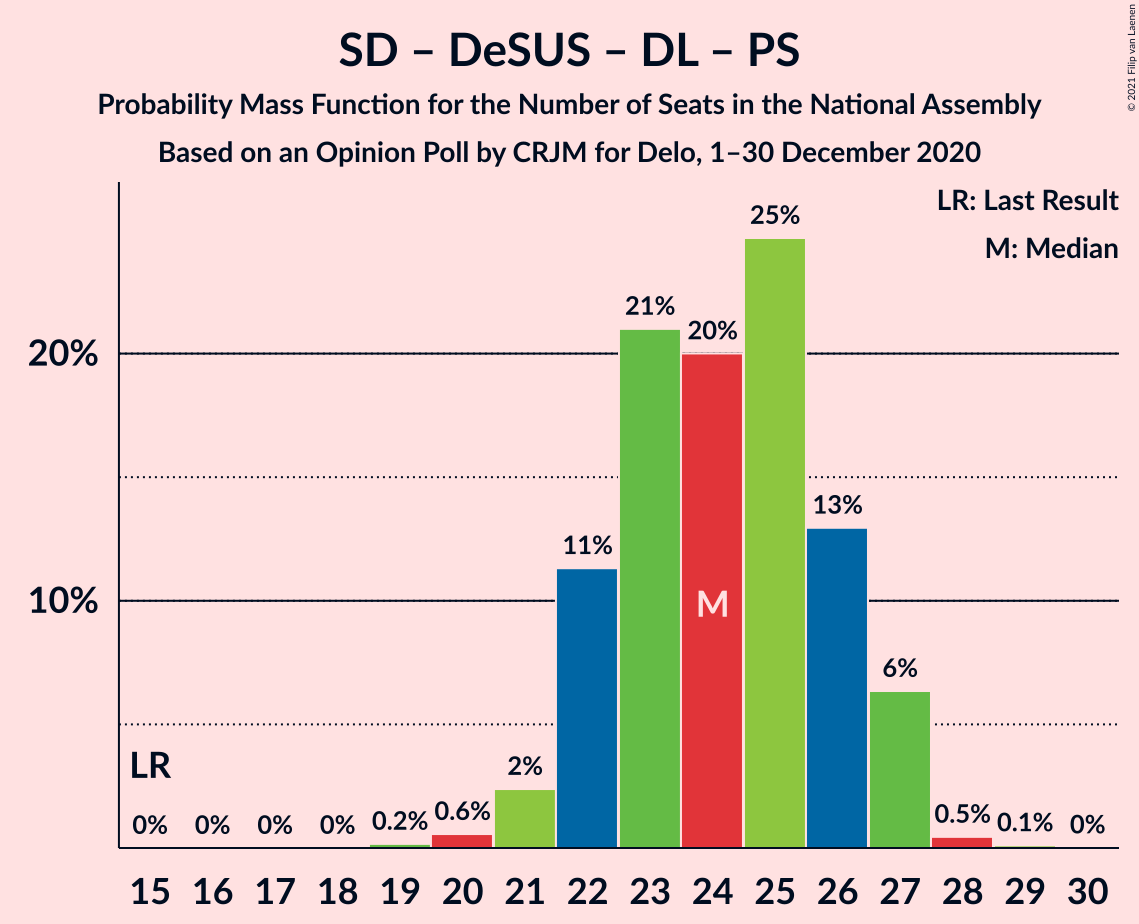 SD – DeSUS – DL – PS
Probability Mass Function for the Number of Seats in the National Assembly
Based on an Opinion Poll by CRJM for Delo, 1–30 December 2020
© 2021 Filip van Laenen
LR: Last Result
M: Median
20%
10%
LR
0%
0%
0%
0%
0.2%
0.6%
2%
11%
21%
20%
25%
13%
6%
0.5%
0.1%
0%
M
15 16 17 18 19 20 21 22 23 24 25 26 27 28 29 30